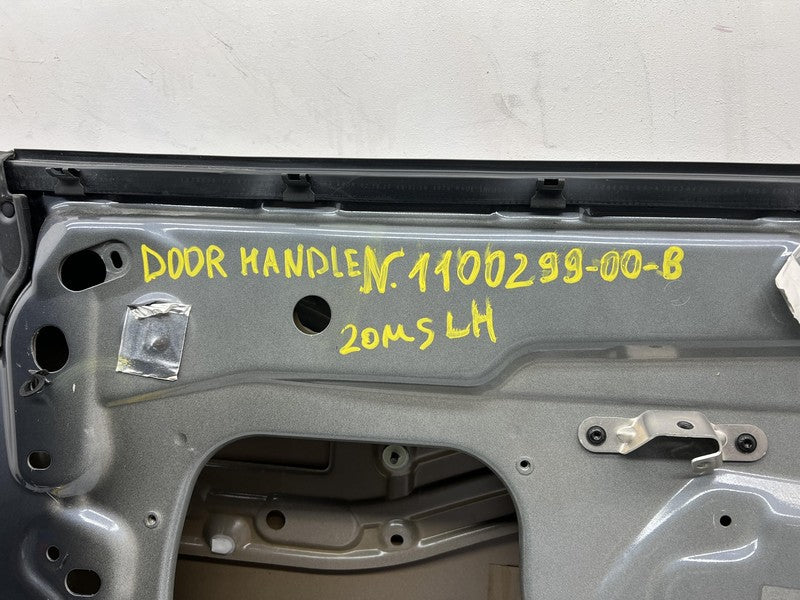 DOOR HANDLE N. 1100299-00-B
20MS LH